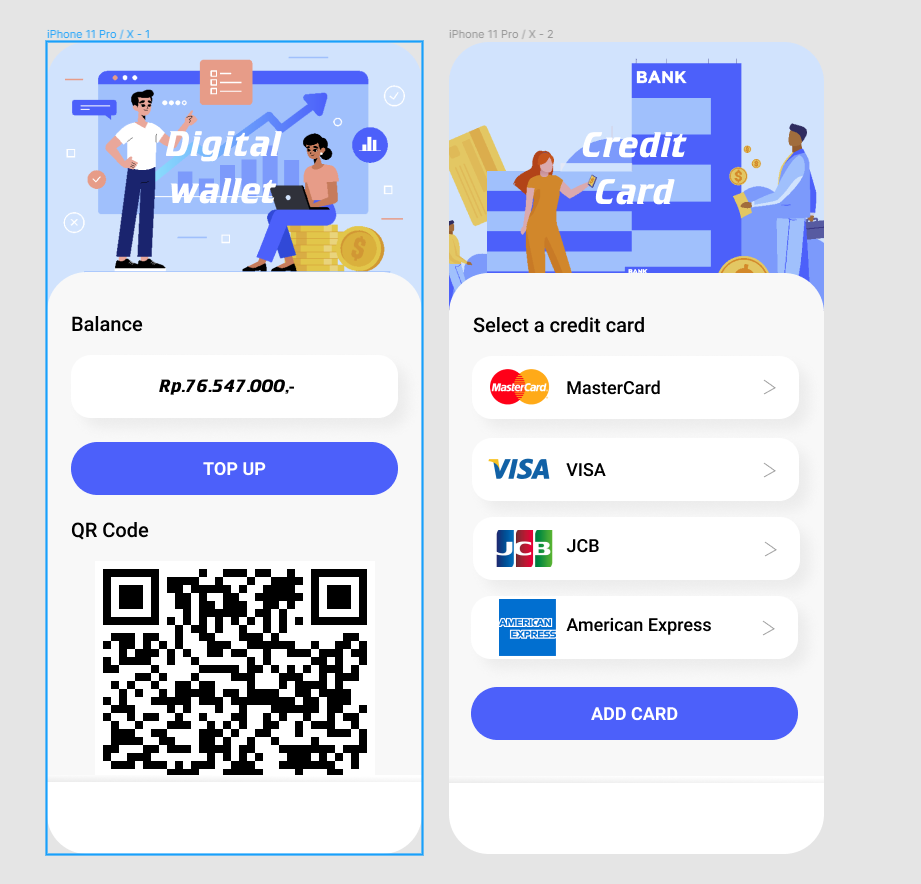 iPhone 11 Pro / X - 1
Digital
wallet
Balance
Rp.76.547.000,-
TOP UP
QR Code
iPhone 11 Pro / X - 2
BANK
Credit
Card
BANK
Select a credit card
MasterCard MasterCard
VISA VISA
JCB JCB
AMERICAN
EXPRESS
American Express
ADD CARD